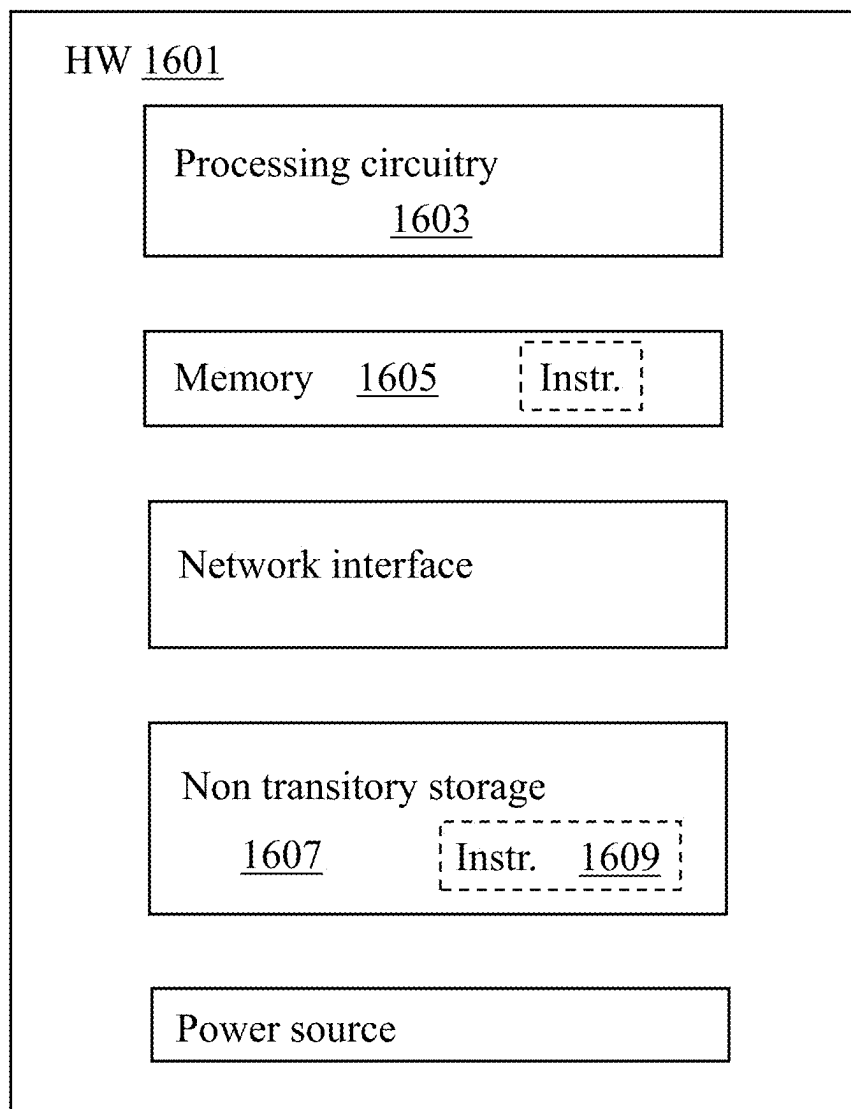 HW 1601
Processing circuitry
1603
Memory 1605 Instr.
Network interface
Non transitory storage
1607 Instr. 1609
Power source